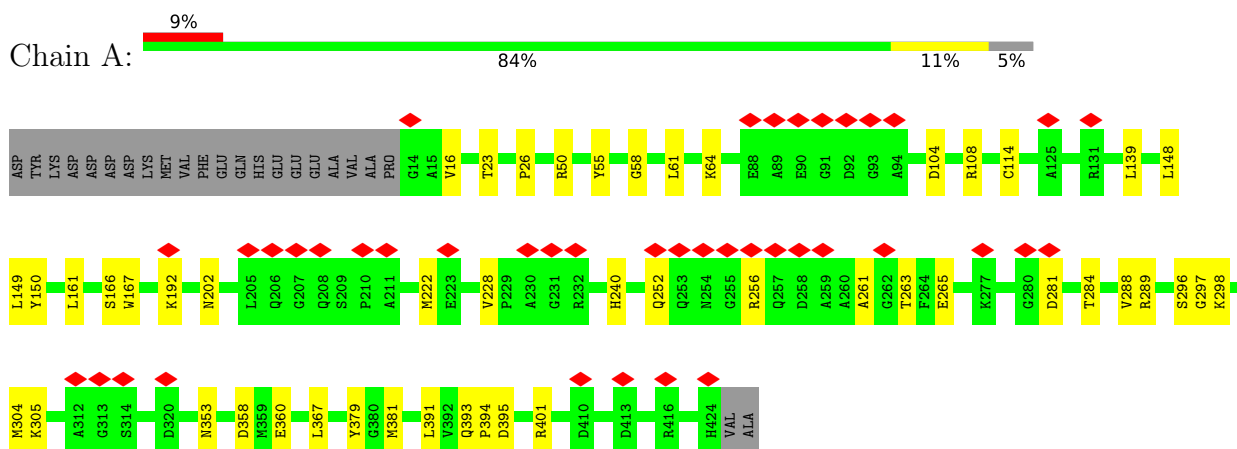 9%
Chain A:
84% 11% 5%
ASP TYR LYS ASP ASP ASP ASP LYS MET VAL PHE GLU GLN HIS GLU GLU GLU ALA VAL ALA PRO G14 A15 V16 T23 P26 R50 Y55 G58 L61 K64 E88 A89 E90 G91 D92 G93 A94 D104 R108 C114 A125 R131 L139 L148
L149 Y150 L161 S166 W167 K192 N202 L205 Q206 G207 Q208 S209 P210 A211 M222 E223 V228 P229 A230 G231 R232 H240 Q252 Q253 N254 G255 R256 Q257 D258 A259 A260 A261 G262 T263 F264 E265 K277 G280 D281 T284 V288 R289 S296 G297 K298
M304 K305 A312 G313 S314 D320 N353 D358 M359 E360 L367 Y379 G380 M381 L391 V392 Q393 P394 D395 R401 D410 D413 R416 H424 VAL ALA